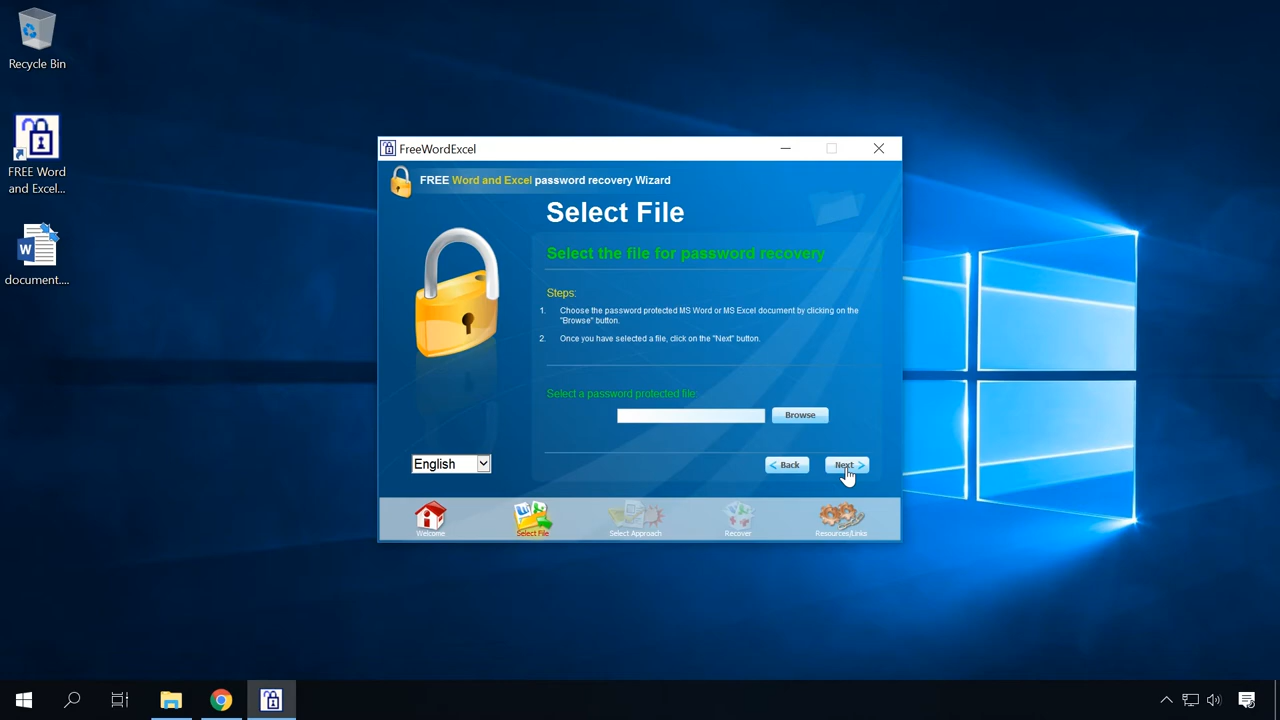 Recycle Bin
FREE Word
and Excel...
document....
FreeWordExcel
FREE Word and Excel password recovery Wizard
Select File
Select the file for password recovery
Steps:
1. Choose the password protected MS Word or MS Excel document by clicking on the
"Browse" button.
2. Once you have selected a file, click on the "Next" button.
Select a password protected file:
Browse
English
< Back
Next >
Welcome
Select File
Select Approach
Recover
Resources/Links